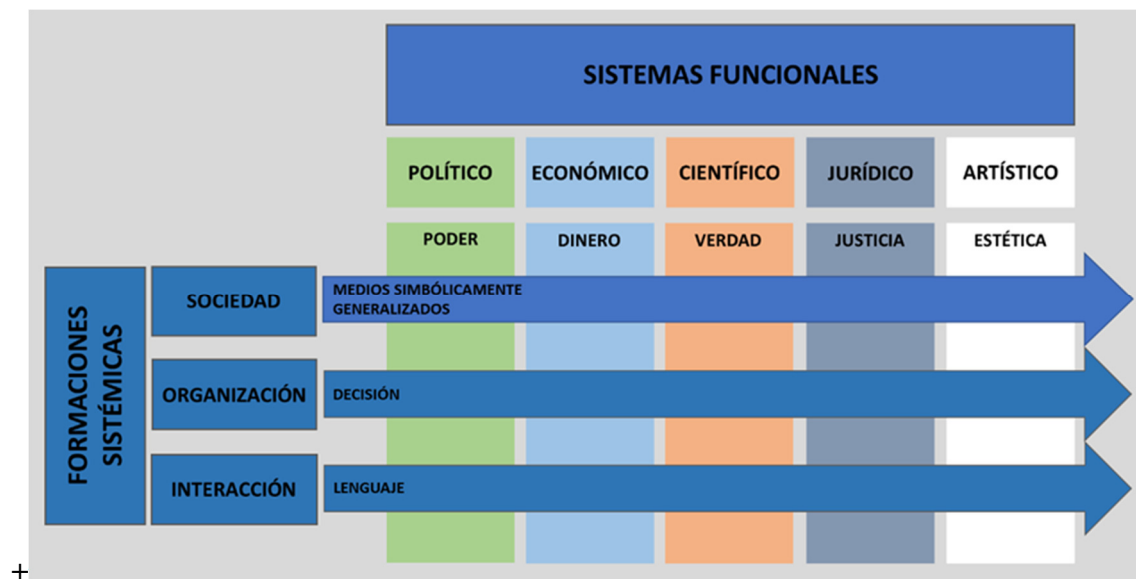 SISTEMAS FUNCIONALES
POLÍTICO
ECONÓMICO
CIENTÍFICO
JURÍDICO
ARTÍSTICO
PODER
DINERO
VERDAD
JUSTICIA
ESTÉTICA
FORMACIONES
SISTÉMICAS
SOCIEDAD
MEDIOS SIMBÓLICAMENTE
GENERALIZADOS
ORGANIZACIÓN
DECISIÓN
INTERACCIÓN
LENGUAJE
+